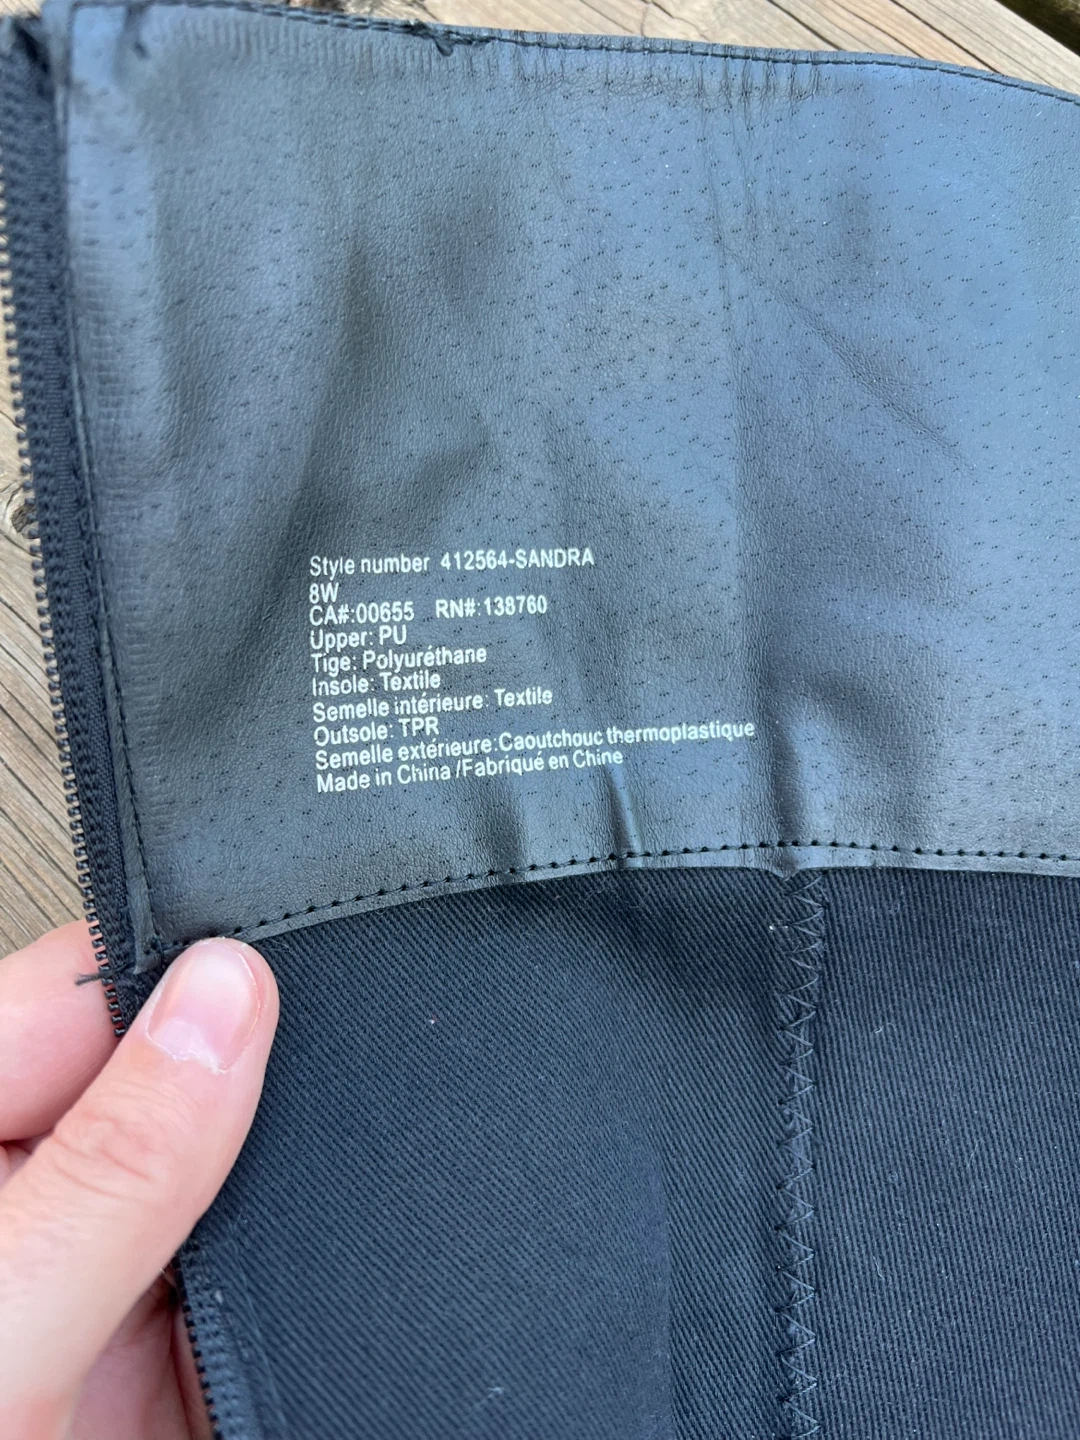 Style number 412564-SANDRA
8W
CA#:00655 RN#:138760
Upper: PU
Tige: Polyuréthane
Insole: Textile
Semelle intérieure: Textile
Outsole: TPR
Semelle extérieure:Caoutchouc thermoplastique
Made in China /Fabriqué en Chine